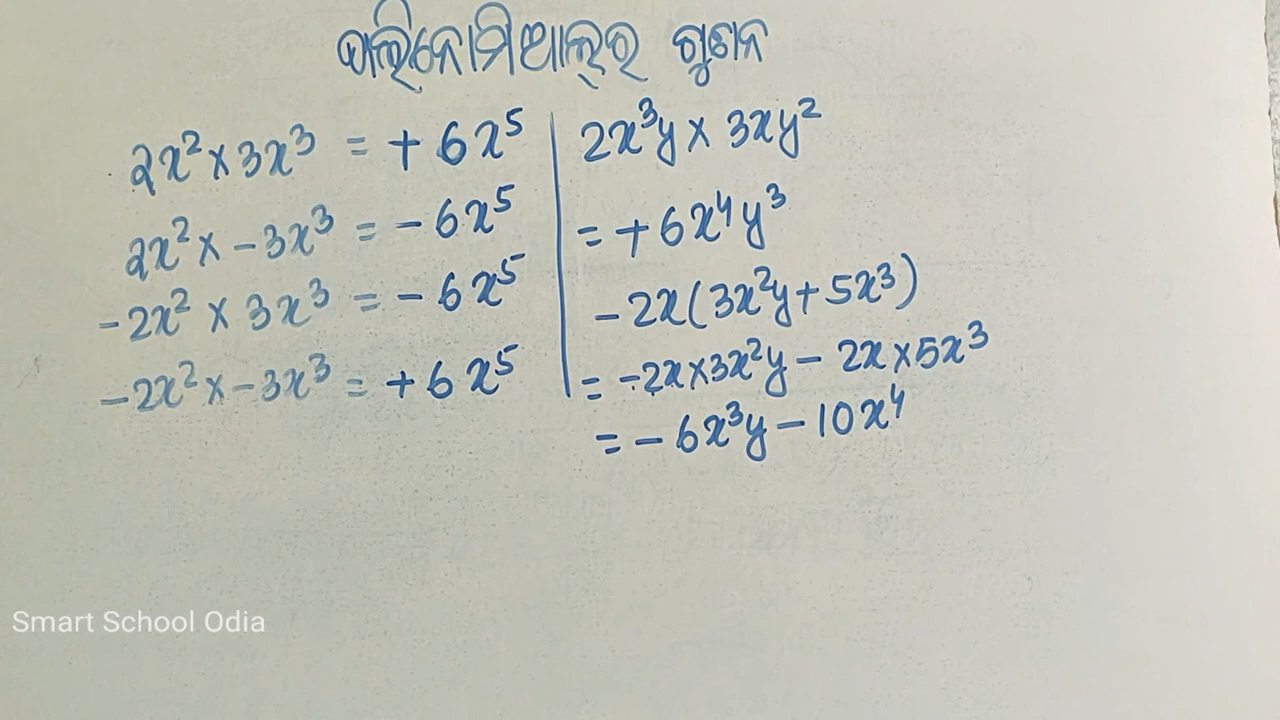 ପଲିନୋମିଆଲ୍‌ର ଗୁଣନ
2x² × 3x³ = + 6x⁵
2x² × - 3x³ = - 6x⁵
- 2x² × 3x³ = - 6x⁵
- 2x² × - 3x³ = + 6x⁵
2x³y × 3xy²
= + 6x⁴y³
- 2x(3x²y + 5x³)
= - 2x × 3x²y - 2x × 5x³
= - 6x³y - 10x⁴
Smart School Odia